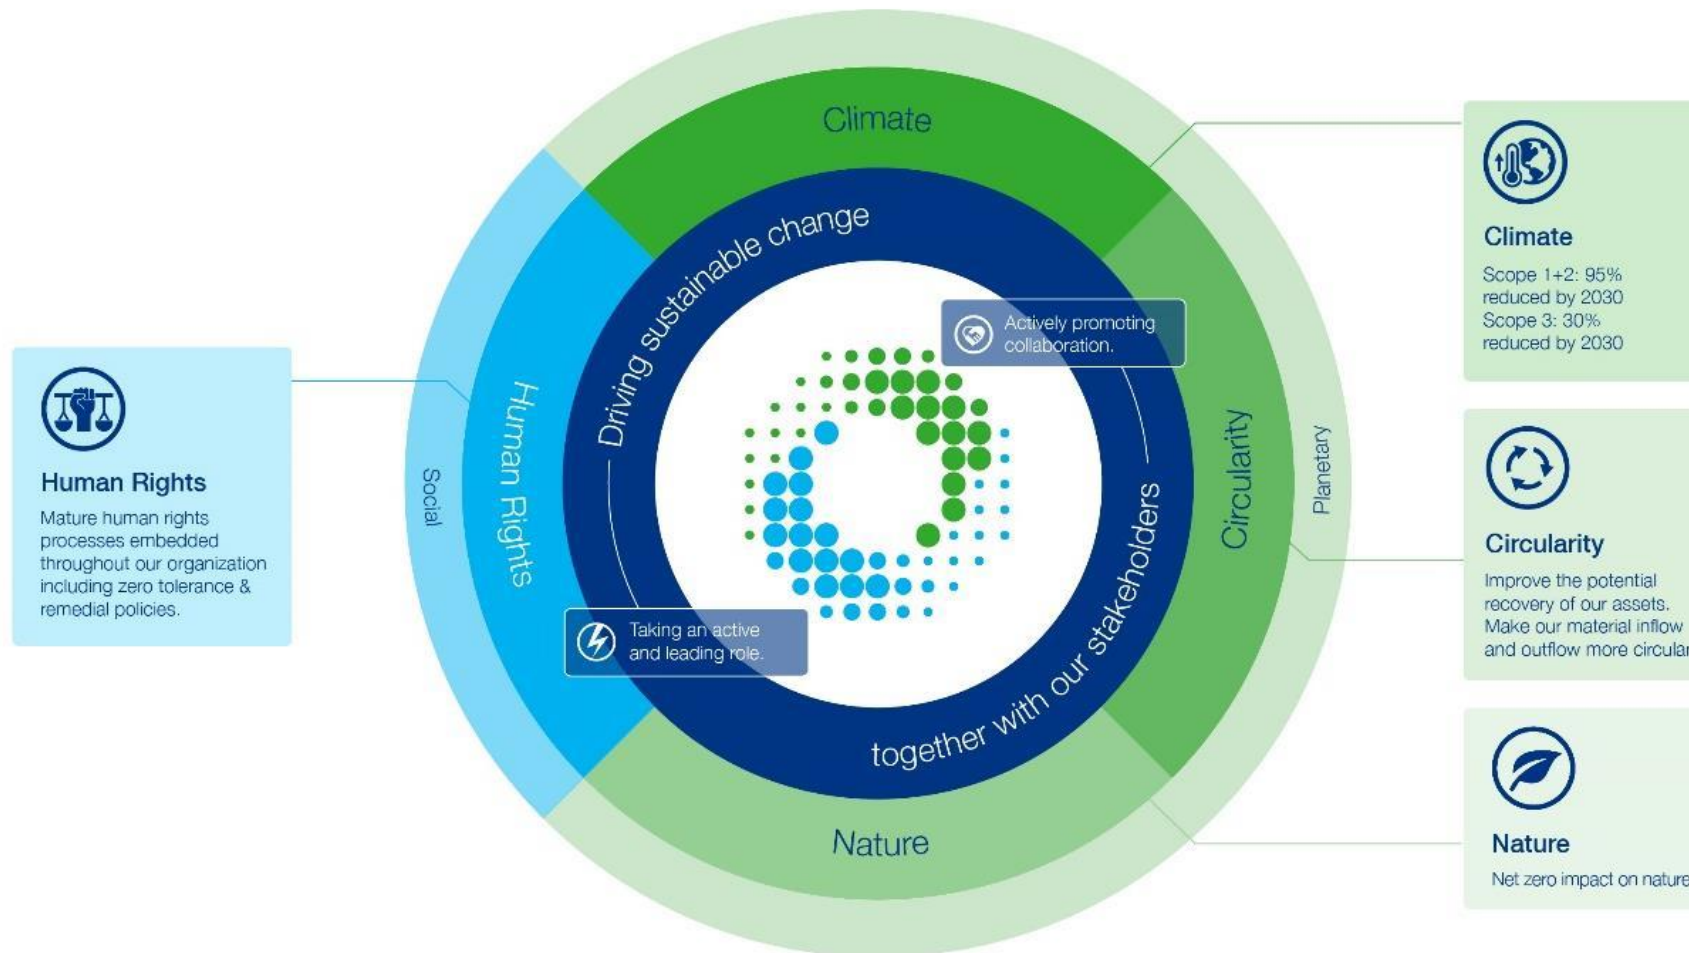 Climate
Driving sustainable change
together with our stakeholders
Actively promoting
collaboration.
Taking an active
and leading role.
Human Rights
Social
Circularity
Planetary
Nature
Human Rights
Mature human rights
processes embedded
throughout our organization
including zero tolerance &
remedial policies.
Climate
Scope 1+2: 95%
reduced by 2030
Scope 3: 30%
reduced by 2030
Circularity
Improve the potential
recovery of our assets.
Make our material inflow
and outflow more circular
Nature
Net zero impact on nature